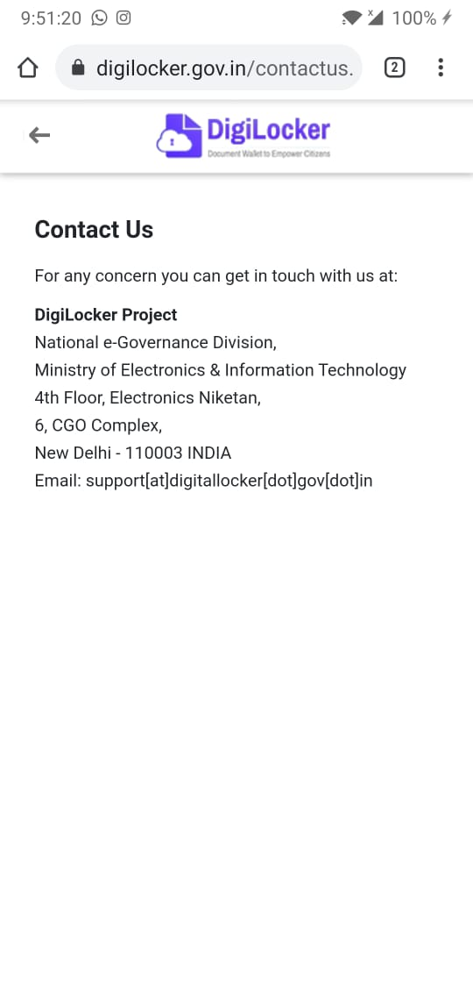 9:51:20
x
100%
digilocker.gov.in/contactus.
2
DigiLocker
Document Wallet to Empower Citizens
Contact Us
For any concern you can get in touch with us at:
DigiLocker Project
National e-Governance Division,
Ministry of Electronics & Information Technology
4th Floor, Electronics Niketan,
6, CGO Complex,
New Delhi - 110003 INDIA
Email: support[at]digitallocker[dot]gov[dot]in